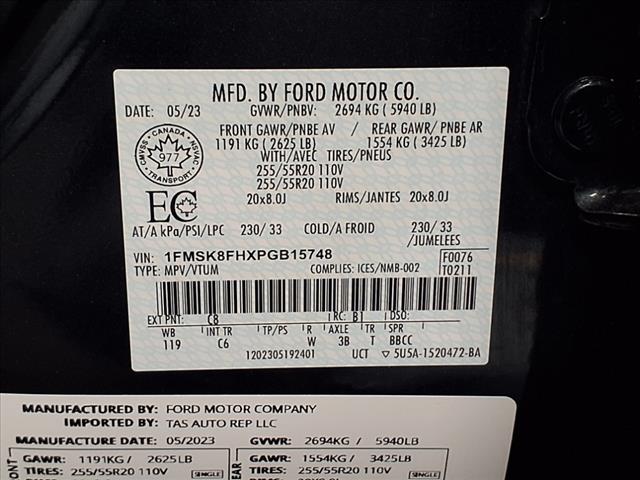 MFD. BY FORD MOTOR CO.
DATE: 05/23 GVWR/PNBV: 2694 KG ( 5940 LB)
FRONT GAWR/PNBE AV / REAR GAWR/ PNBE AR
1191 KG ( 2625 LB) 1554 KG ( 3425 LB)
WITH/AVEC TIRES/PNEUS
255/55R20 110V
255/55R20 110V
20x8.0J RIMS/JANTES 20x8.0J
CANADA
CMVSS 977 NSVAC
EC
AT/A kPa/PSI/LPC 230/ 33 COLD/A FROID 230/ 33
/JUMELEES
VIN: 1FMSK8FHXPGB15748
TYPE: MPV/VTUM COMPLIES: ICES/NMB-002
F0076
T0211
EXT PNT: C8 RC: B1 DSO:
WB INT TR TP/PS R AXLE TR SPR
119 C6 W 3B T BBCC
1202305192401 UCT ▽ 5U5A-1520472-BA
MANUFACTURED BY: FORD MOTOR COMPANY
IMPORTED BY: TAS AUTO REP LLC
MANUFACTURE DATE: 05/2023 GVWR: 2694KG / 5940LB
GAWR: 1191KG / 2625LB GAWR: 1554KG / 3425LB
TIRES: 255/55R20 110V SINGLE TIRES: 255/55R20 110V SINGLE